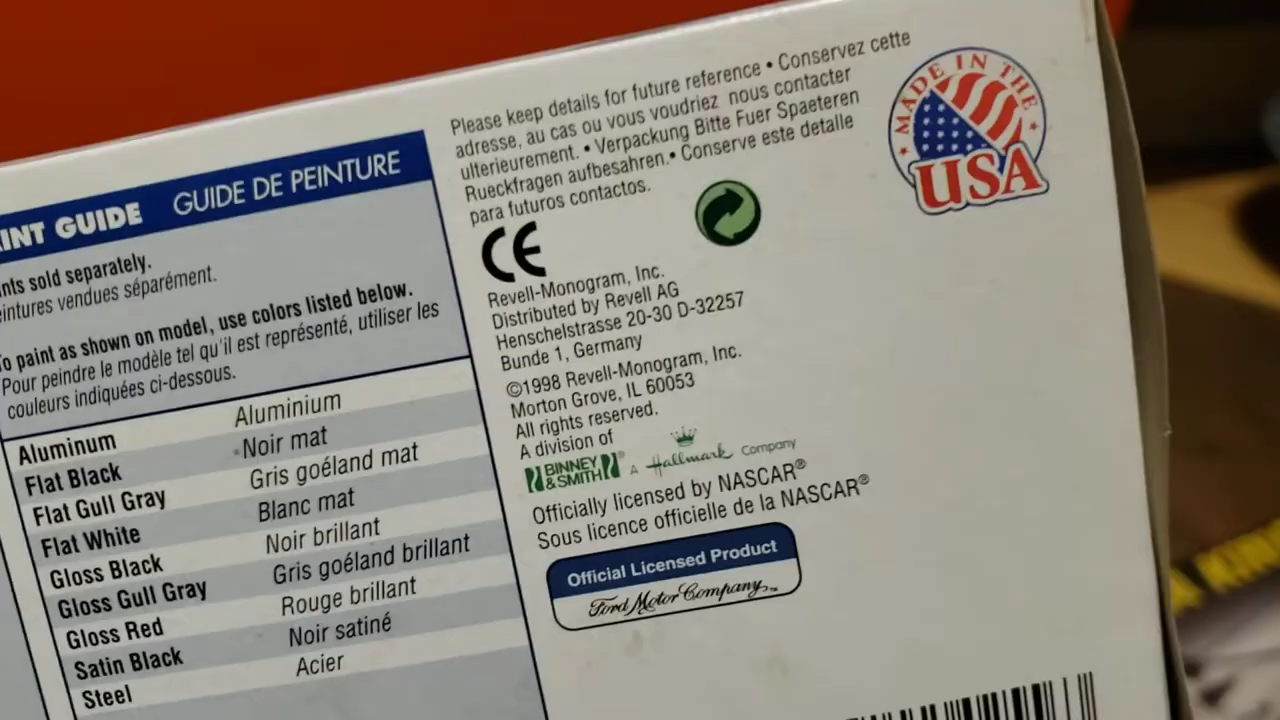 INT GUIDE GUIDE DE PEINTURE
nts sold separately.
eintures vendues séparément.
To paint as shown on model, use colors listed below.
Pour peindre le modèle tel qu'il est représenté, utiliser les
couleurs indiquées ci-dessous.
Aluminum Aluminium
Flat Black Noir mat
Flat Gull Gray Gris goéland mat
Flat White Blanc mat
Gloss Black Noir brillant
Gloss Gull Gray Gris goéland brillant
Gloss Red Rouge brillant
Satin Black Noir satiné
Steel Acier
Please keep details for future reference • Conservez cette
adresse, au cas ou vous voudriez nous contacter
ulterieurement. • Verpackung Bitte Fuer Spaeteren
Rueckfragen aufbesahren. • Conserve este detalle
para futuros contactos.
CE
Revell-Monogram, Inc.
Distributed by Revell AG
Henschelstrasse 20-30 D-32257
Bunde 1, Germany
©1998 Revell-Monogram, Inc.
Morton Grove, IL 60053
All rights reserved.
A division of
BINNEY
& SMITH® A Hallmark Company
Officially licensed by NASCAR®
Sous licence officielle de la NASCAR®
Official Licensed Product
Ford Motor Company™
MADE IN THE
USA